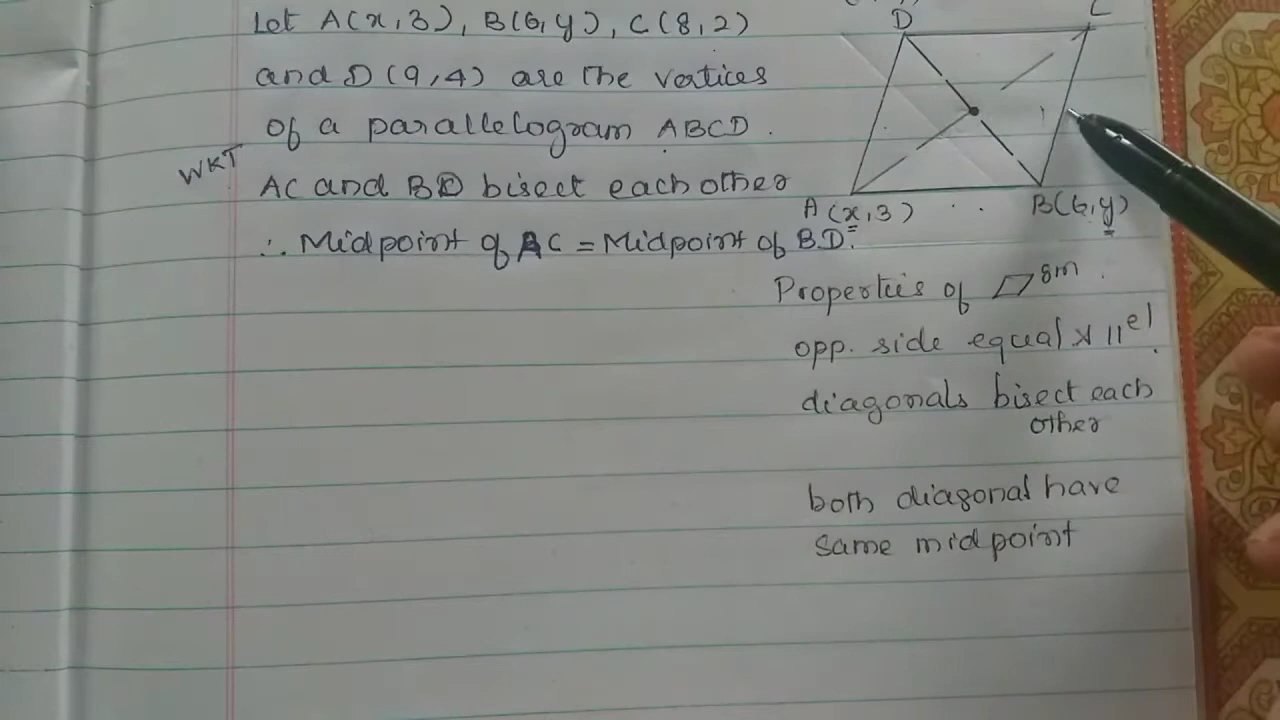 Let A(x,3), B(6,y), C(8,2)
and D(9,4) are the vertices
of a parallelogram ABCD.
WKT
AC and BD bisect each other
∴ Midpoint of AC = Midpoint of BD.
D
A(x,3)
B(6,y)
Properties of ▱gm.
opp. side equal & ||el.
diagonals bisect each
other
both diagonal have
same midpoint